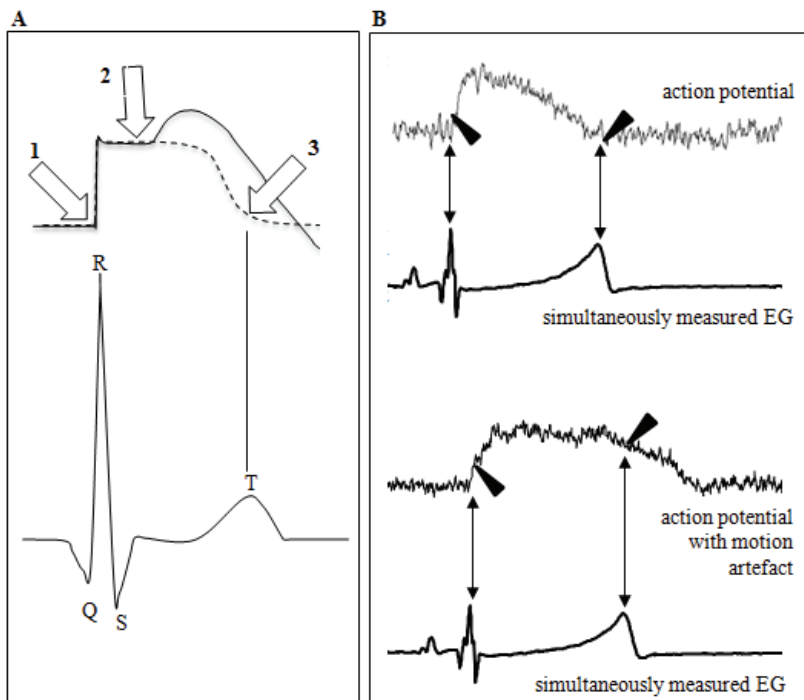 A
2
1
3
R
T
Q
S
B
action potential
simultaneously measured EG
action potential
with motion
artefact
simultaneously measured EG